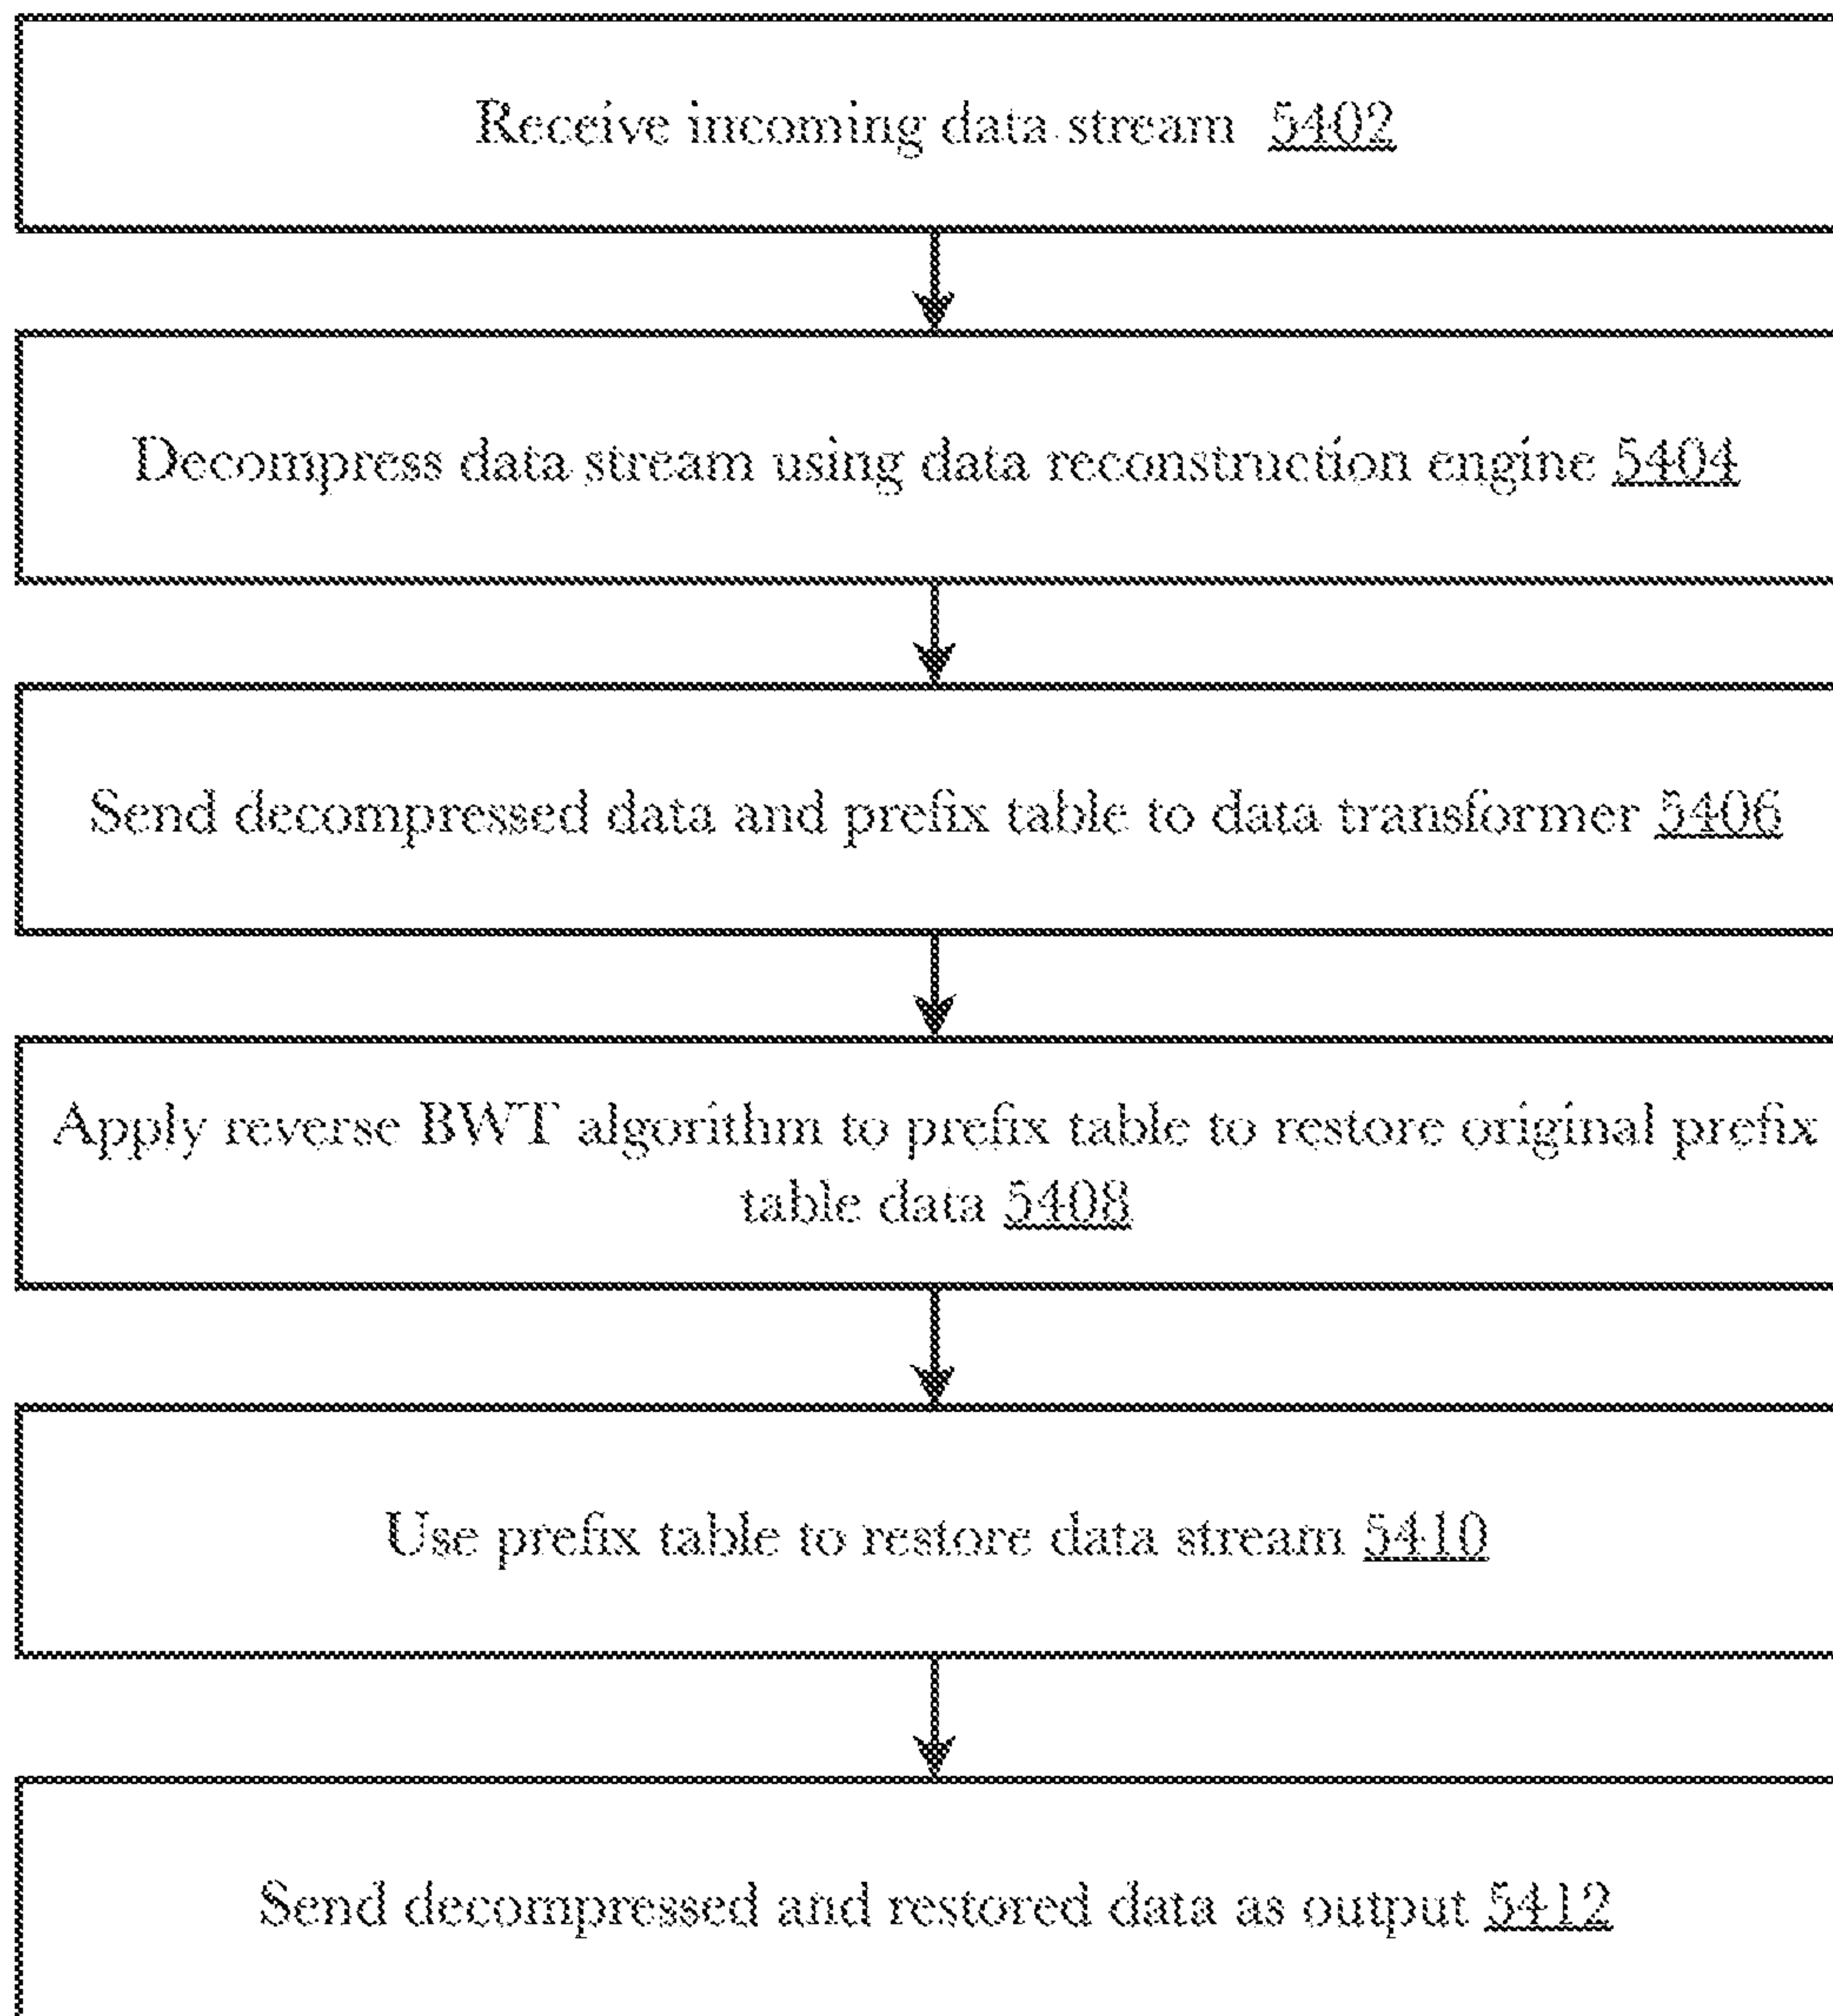 Receive incoming data stream 5402
Decompress data stream using data reconstruction engine 5404
Send decompressed data and prefix table to data transformer 5406
Apply reverse BWT algorithm to prefix table to restore original prefix
table data 5408
Use prefix table to restore data stream 5410
Send decompressed and restored data as output 5412